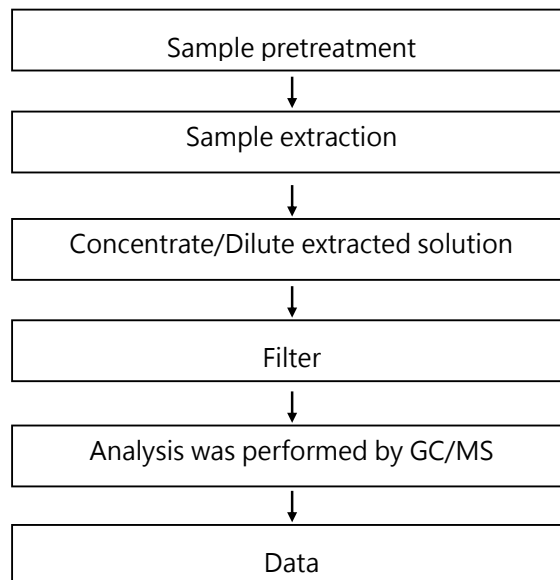 Sample pretreatment
Sample extraction
Concentrate/Dilute extracted solution
Filter
Analysis was performed by GC/MS
Data